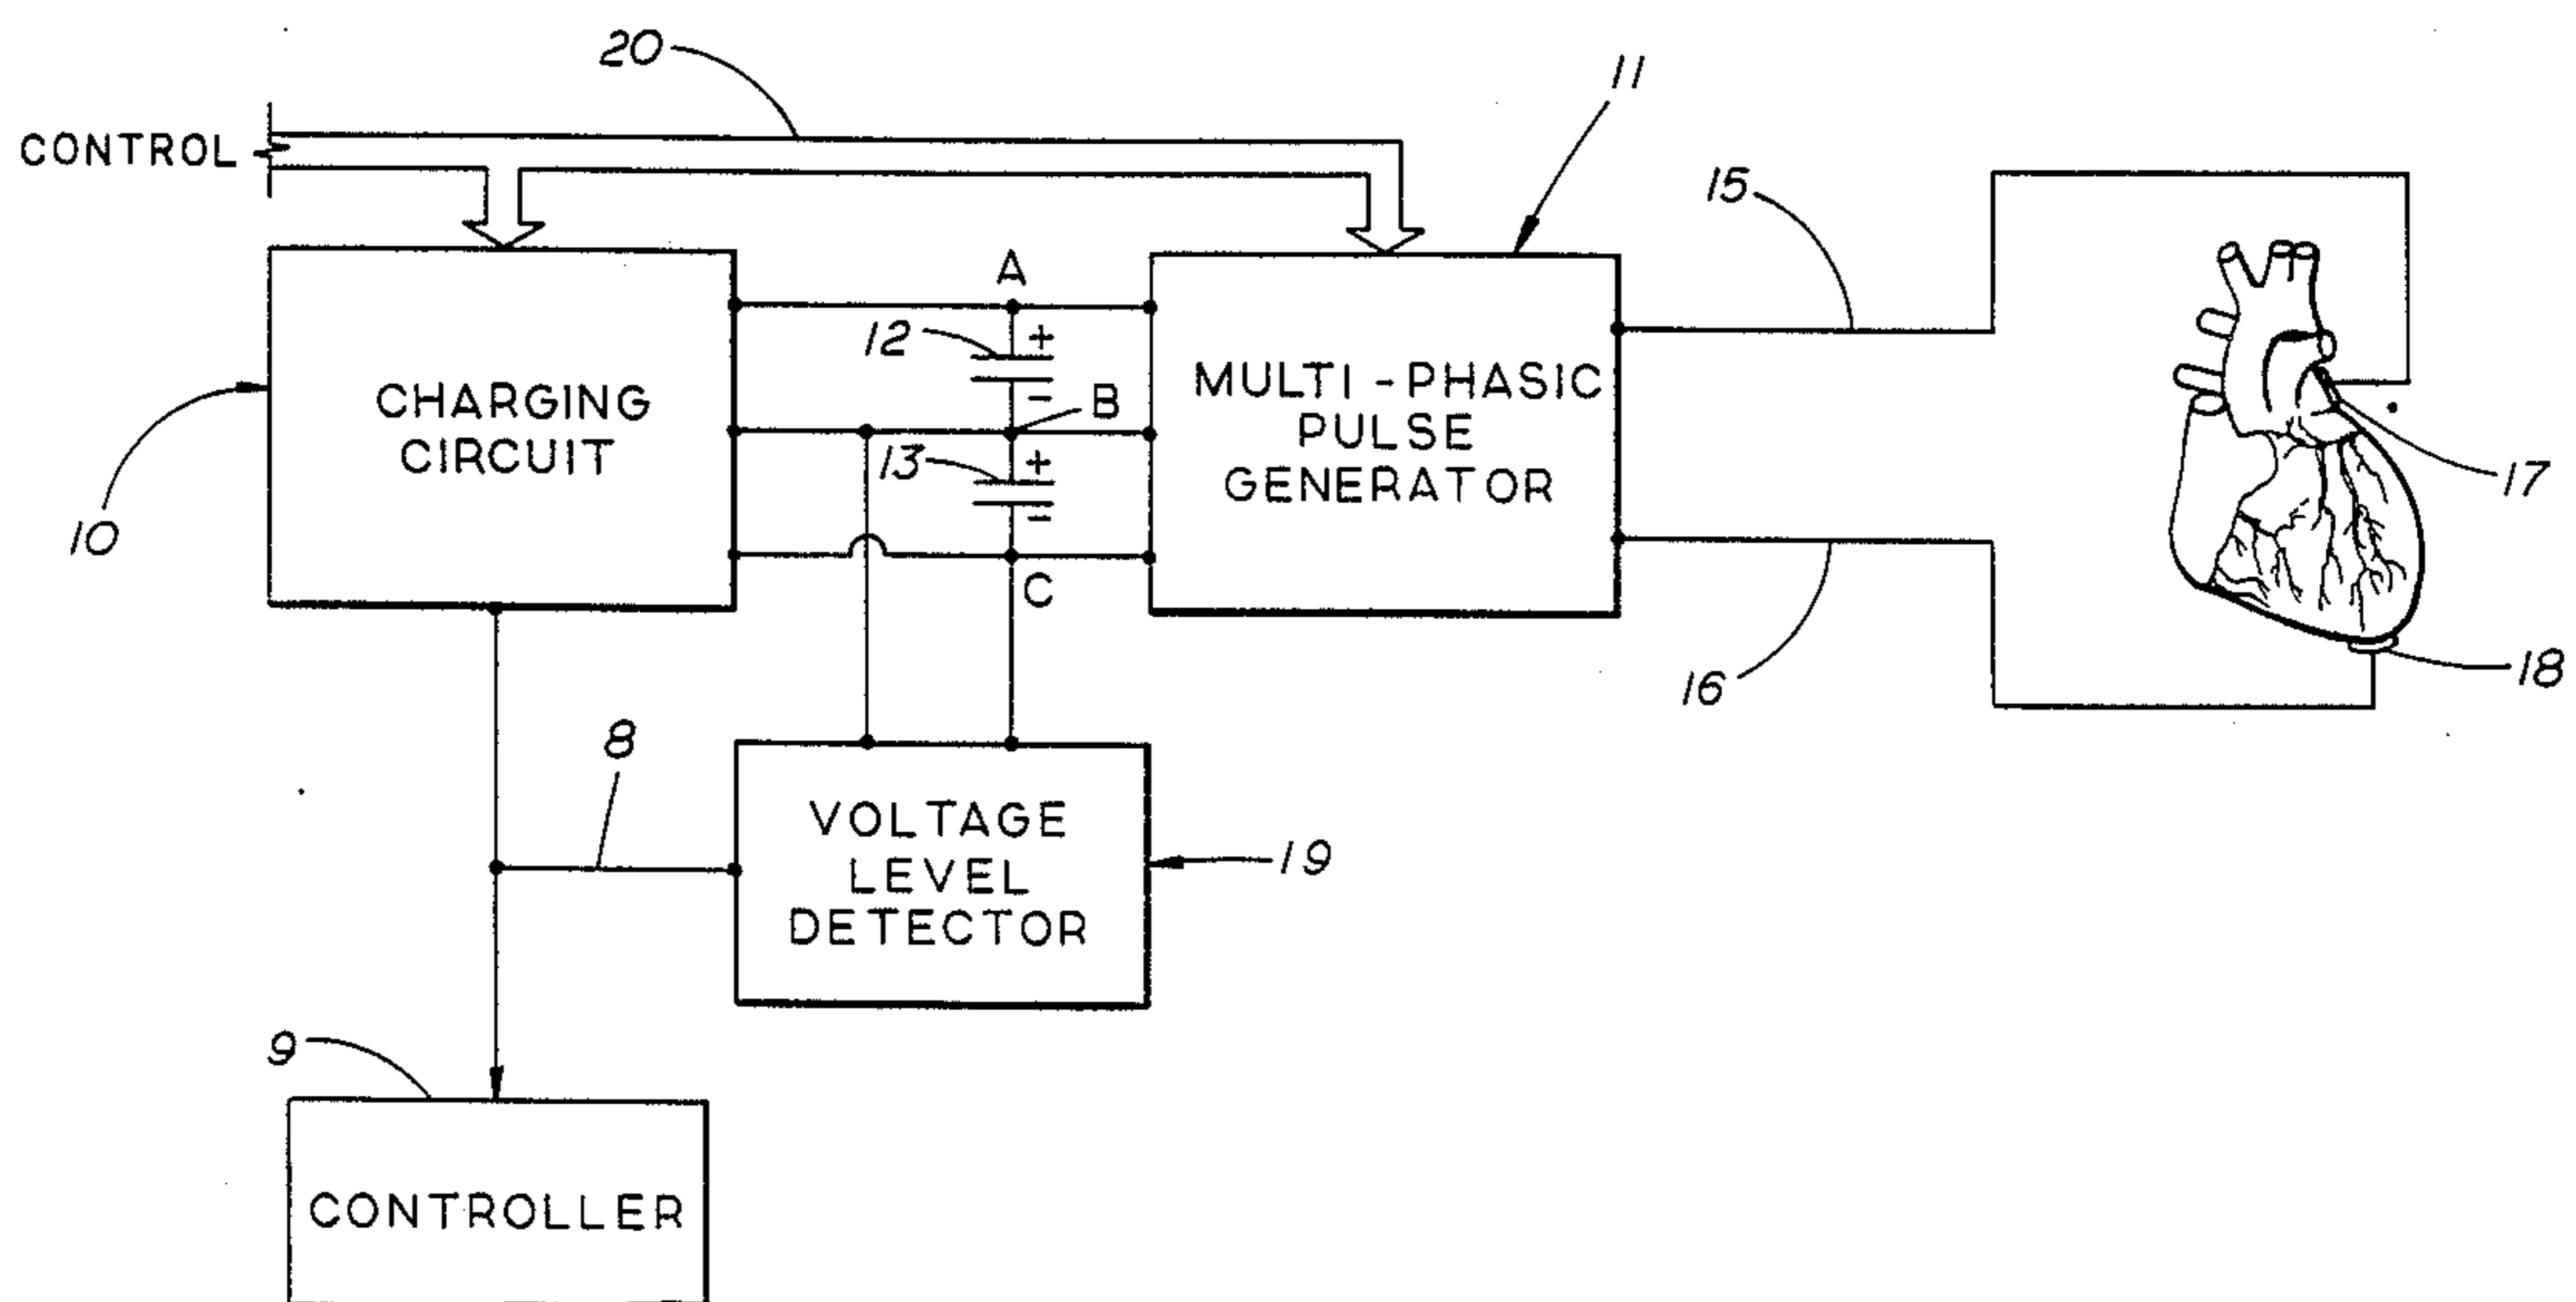 20
11
CONTROL
15
A
12
+
-
B
CHARGING
CIRCUIT
MULTI - PHASIC
PULSE
GENERATOR
13
+
-
17
10
C
16
18
8
VOLTAGE
LEVEL
DETECTOR
19
9
CONTROLLER